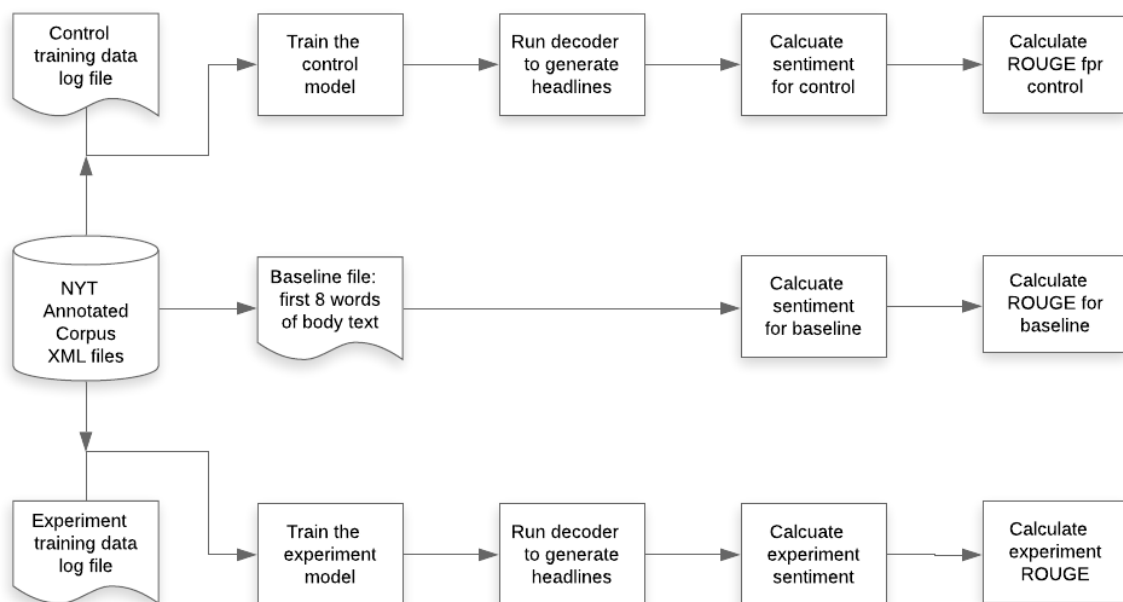 Control
training data
log file
Train the
control
model
Run decoder
to generate
headlines
Calcuate
sentiment
for control
Calculate
ROUGE fpr
control
NYT
Annotated
Corpus
XML files
Baseline file:
first 8 words
of body text
Calcuate
sentiment
for baseline
Calculate
ROUGE for
baseline
Experiment
training data
log file
Train the
experiment
model
Run decoder
to generate
headlines
Calcuate
experiment
sentiment
Calculate
experiment
ROUGE